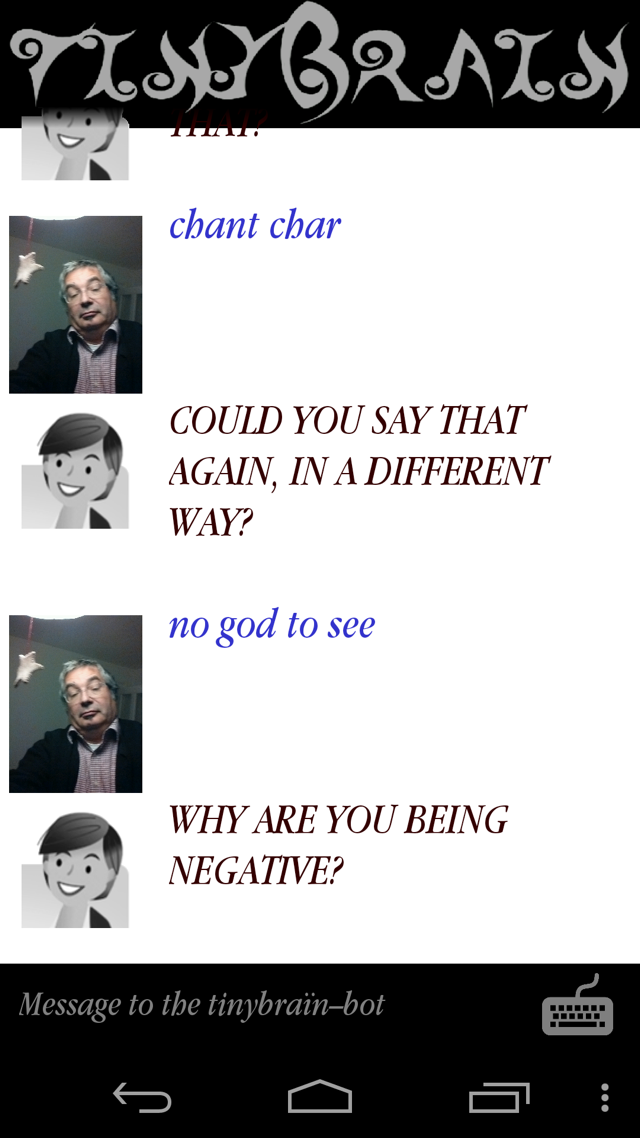 TINYBRAIN
THAT?
chant char
COULD YOU SAY THAT
AGAIN, IN A DIFFERENT
WAY?
no god to see
WHY ARE YOU BEING
NEGATIVE?
Message to the tinybraïn–bot